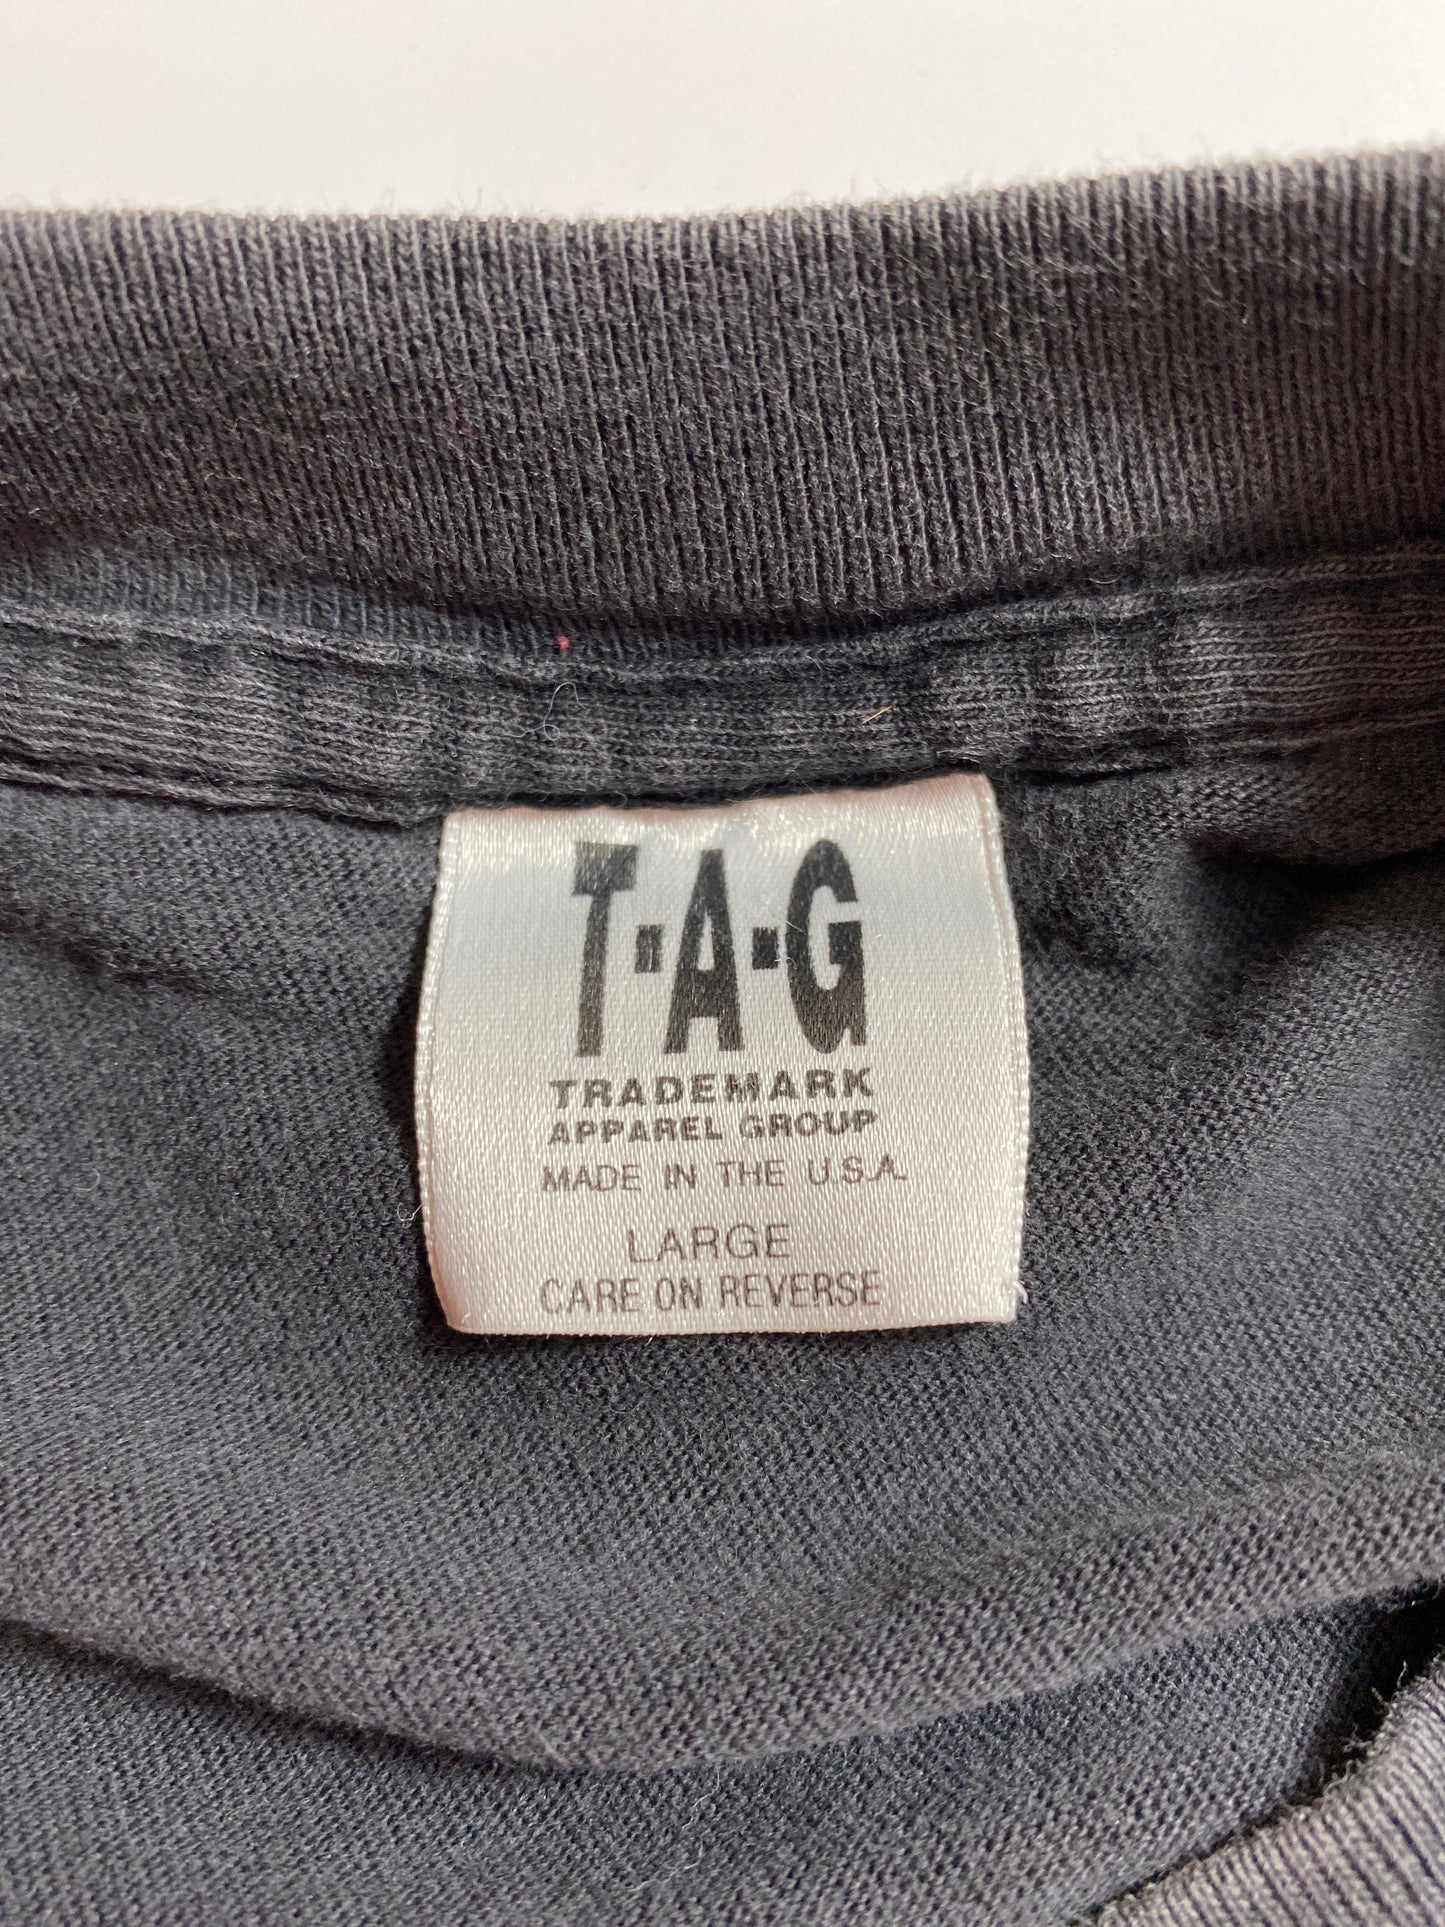 T-A-G
TRADEMARK
APPAREL GROUP
MADE IN THE U.S.A.
LARGE
CARE ON REVERSE